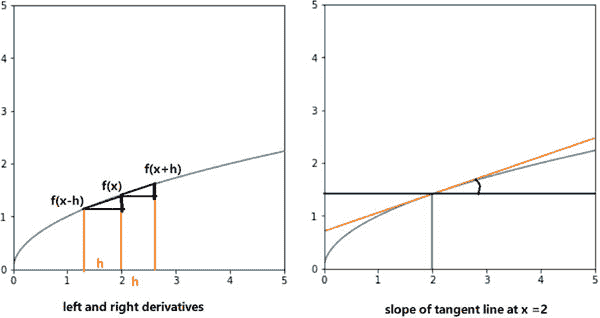 5
4
3
2
1
0
f(x-h)
f(x)
f(x+h)
h
h
0 1 2 3 4 5
left and right derivatives
5
4
3
2
1
0
0 1 2 3 4 5
slope of tangent line at x =2